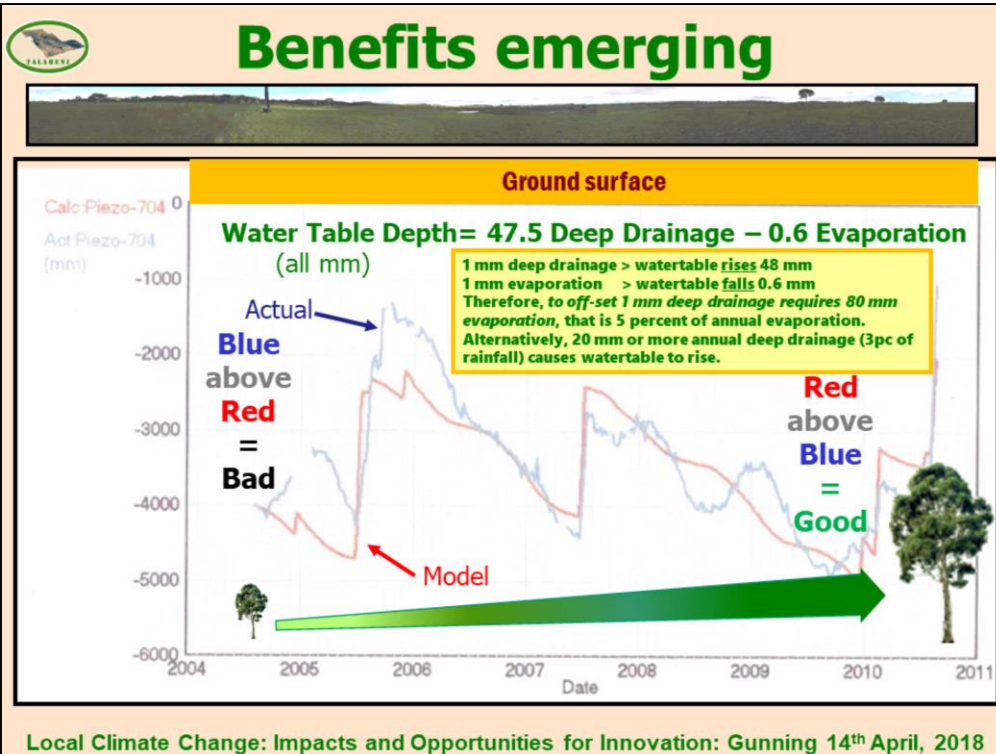 TALAHENI
Benefits emerging
Ground surface
Calc:Piezo-704
Act:Piezo-704
(mm)
0
-1000
-2000
-3000
-4000
-5000
-6000
Water Table Depth= 47.5 Deep Drainage – 0.6 Evaporation
(all mm)
1 mm deep drainage > watertable rises 48 mm
1 mm evaporation > watertable falls 0.6 mm
Therefore, to off-set 1 mm deep drainage requires 80 mm
evaporation, that is 5 percent of annual evaporation.
Alternatively, 20 mm or more annual deep drainage (3pc of
rainfall) causes watertable to rise.
Actual
Blue
above
Red
=
Bad
Red
above
Blue
=
Good
Model
2004 2005 2006 2007 2008 2009 2010 2011
Date
Local Climate Change: Impacts and Opportunities for Innovation: Gunning 14th April, 2018